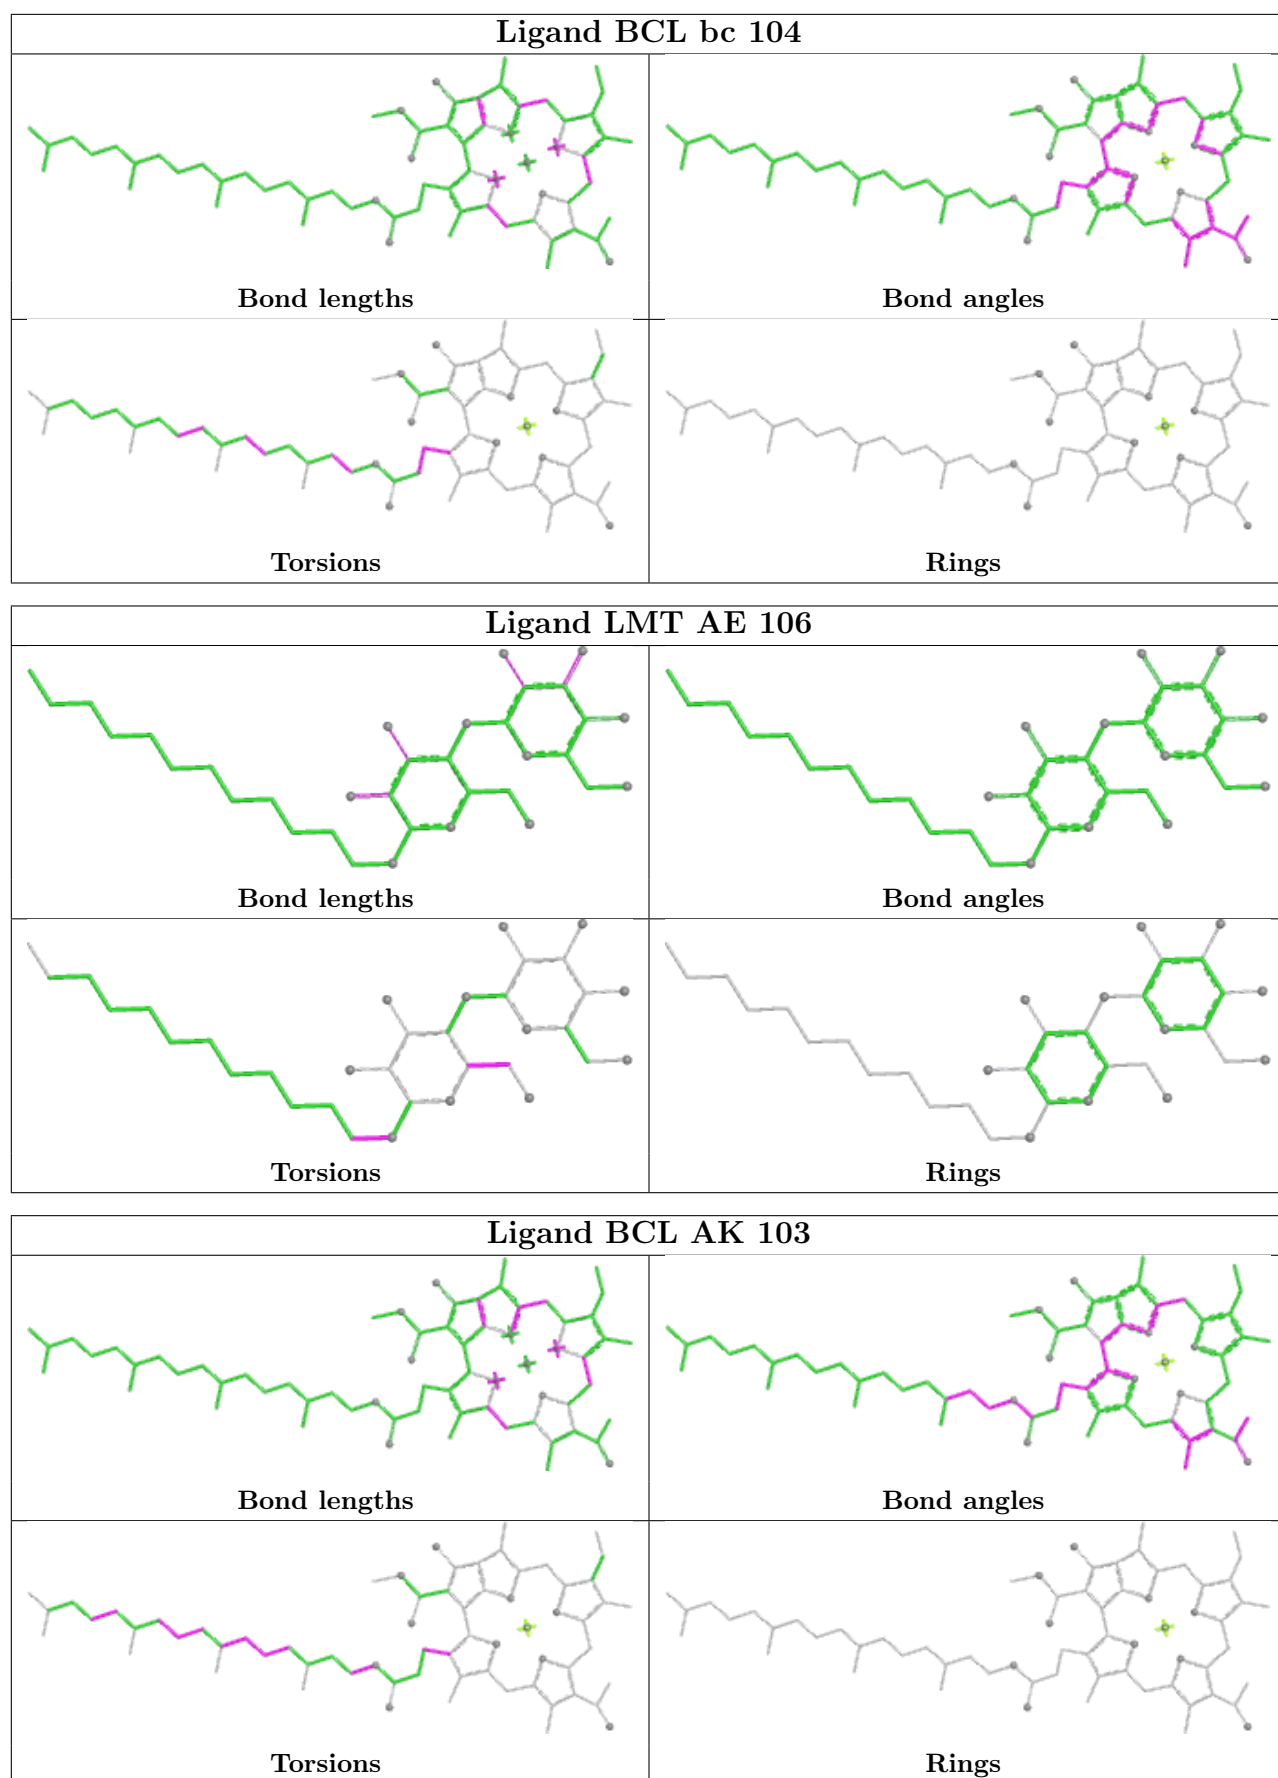 Ligand BCL bc 104
Bond lengths
Bond angles
Torsions
Rings
Ligand LMT AE 106
Bond lengths
Bond angles
Torsions
Rings
Ligand BCL AK 103
Bond lengths
Bond angles
Torsions
Rings